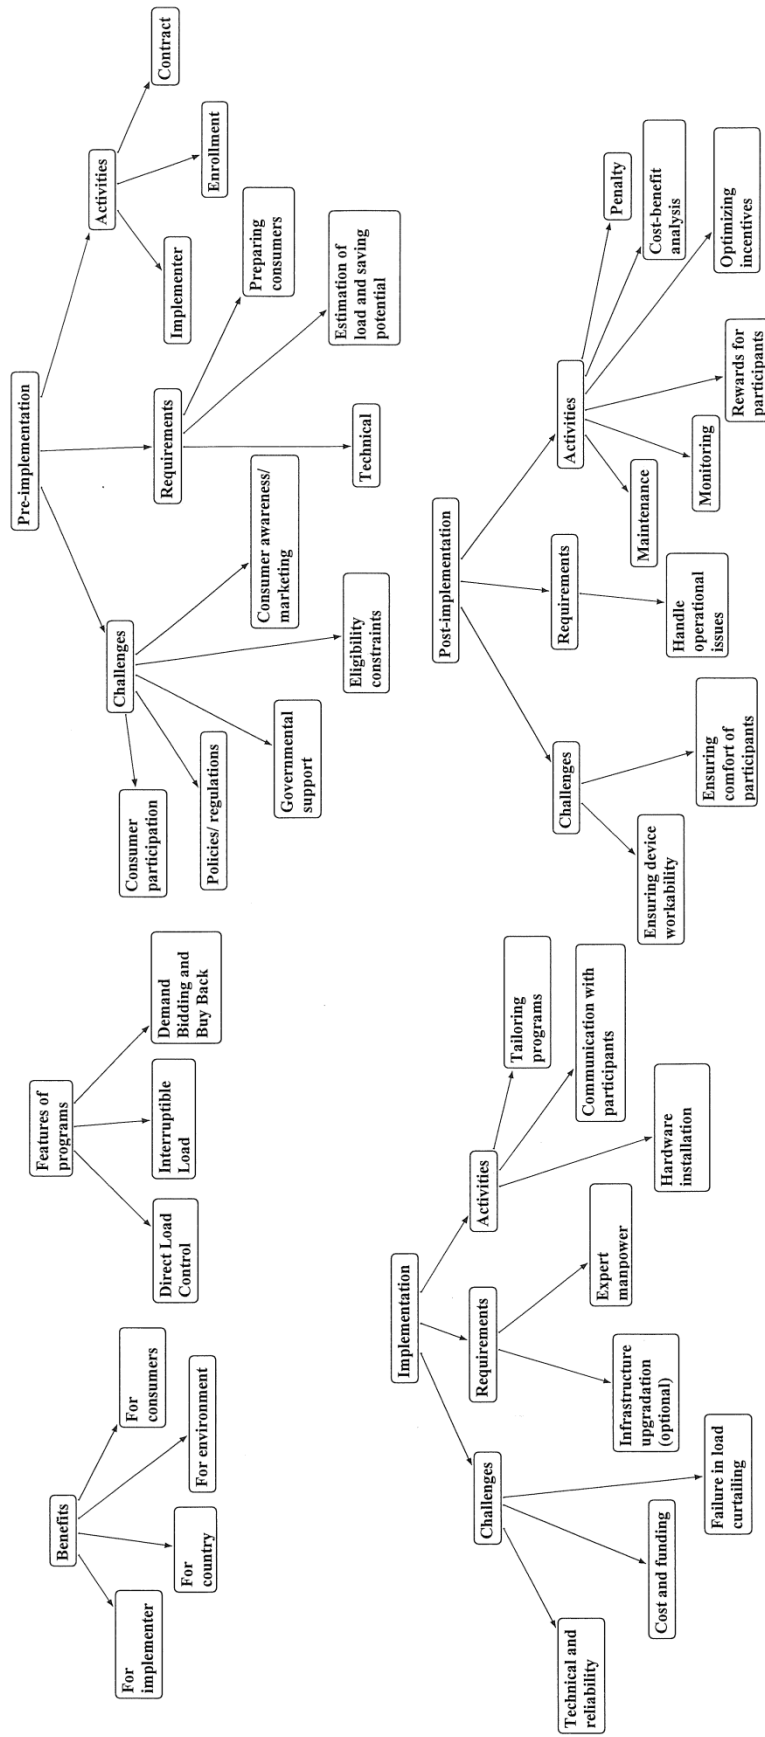 Benefits
For
implementer
For
country
For environment
For
consumers
Features of
programs
Direct Load
Control
Interruptible
Load
Demand
Bidding and
Buy Back
Pre-implementation
Challenges
Consumer
participation
Policies/ regulations
Governmental
support
Eligibility
constraints
Consumer awareness/
marketing
Requirements
Technical
Estimation of
load and saving
potential
Preparing
consumers
Activities
Implementer
Enrollment
Contract
Implementation
Challenges
Technical and
reliability
Cost and funding
Failure in load
curtailing
Requirements
Infrastructure
upgradation
(optional)
Expert
manpower
Activities
Hardware
installation
Communication with
participants
Tailoring
programs
Post-implementation
Challenges
Ensuring device
workability
Ensuring
comfort of
participants
Requirements
Handle
operational
issues
Activities
Maintenance
Monitoring
Rewards for
participants
Optimizing
incentives
Cost-benefit
analysis
Penalty